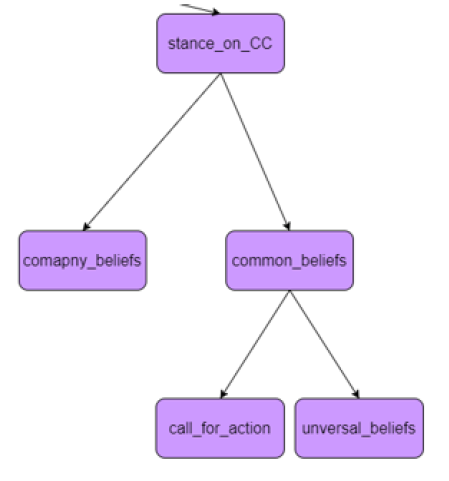 stance_on_CC
comapny_beliefs
common_beliefs
call_for_action
unversal_beliefs